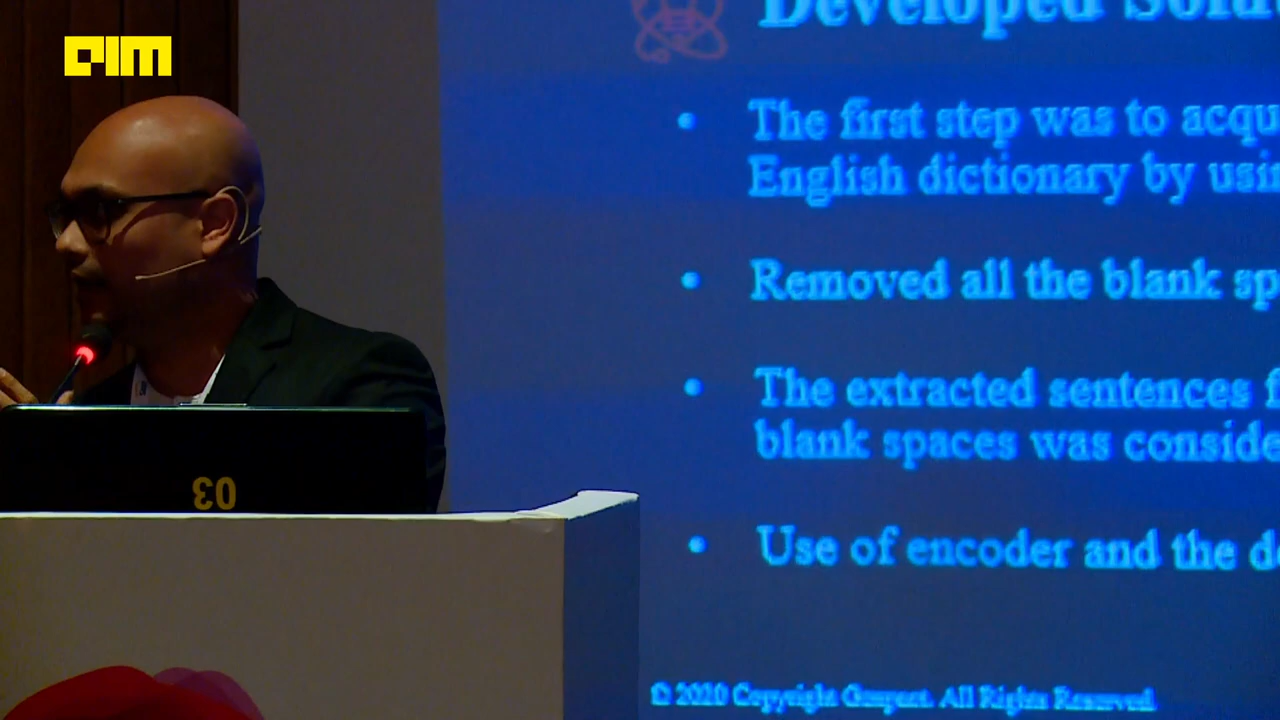 AIM
Developed Solu
The first step was to acqu
English dictionary by usin
Removed all the blank sp
The extracted sentences f
blank spaces was conside
Use of encoder and the de
03
© 2020 Copyright All Rights Reserved.